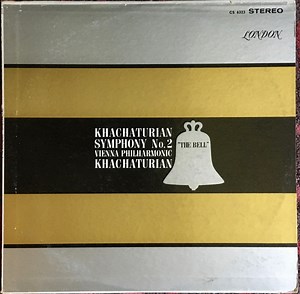 CS 6322 STEREO
LONDON
KHACHATURIAN
SYMPHONY No. 2
VIENNA PHILHARMONIC
KHACHATURIAN
"THE BELL"